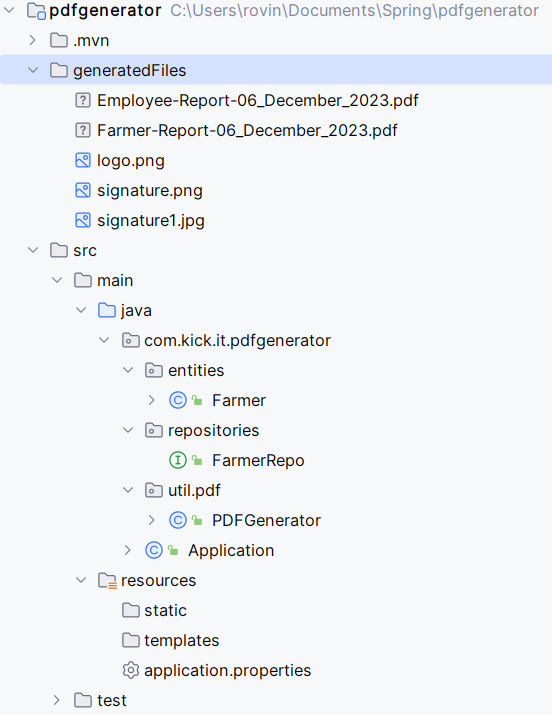 pdfgenerator C:\Users\rovin\Documents\Spring\pdfgenerator
.mvn
generatedFiles
Employee-Report-06_December_2023.pdf
Farmer-Report-06_December_2023.pdf
logo.png
signature.png
signature1.jpg
src
main
java
com.kick.it.pdfgenerator
entities
Farmer
repositories
FarmerRepo
util.pdf
PDFGenerator
Application
resources
static
templates
application.properties
test